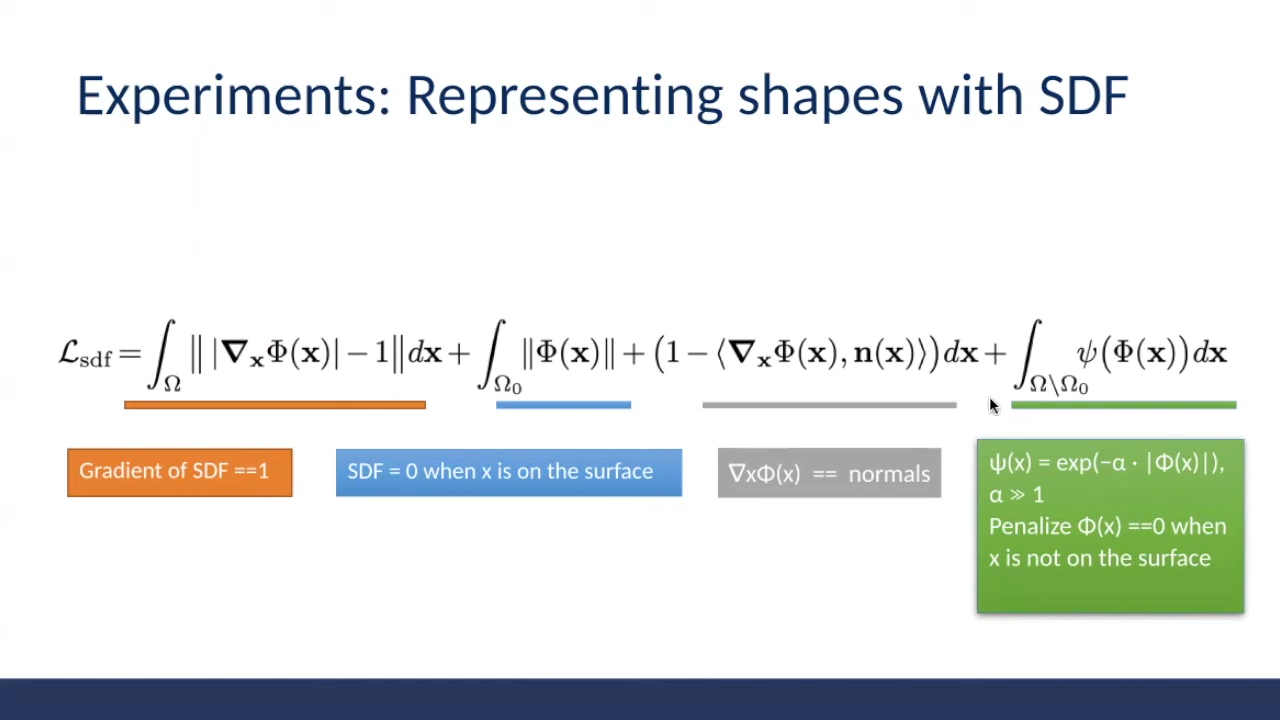 Experiments: Representing shapes with SDF
ℒsdf = ∫Ω ‖ |∇ₓΦ(x)| − 1‖dx + ∫Ω₀ ‖Φ(x)‖ + (1 − ⟨∇ₓΦ(x), n(x)⟩)dx + ∫Ω\Ω₀ ψ(Φ(x))dx
Gradient of SDF ==1
SDF = 0 when x is on the surface
∇xΦ(x) == normals
ψ(x) = exp(−α · |Φ(x)|),
α ≫ 1
Penalize Φ(x) ==0 when
x is not on the surface